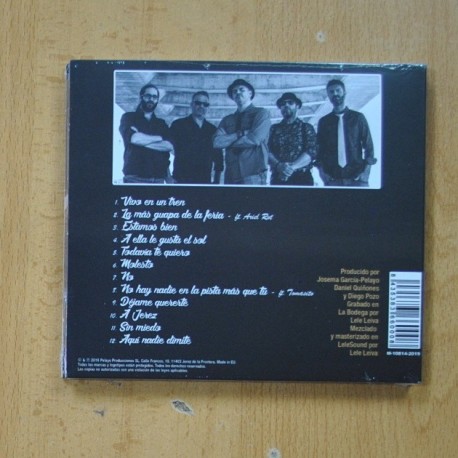 1. Vivo en un tren
2. La más guapa de la feria - ft. Ariel Rot
3. Estamos bien
4. A ella le gusta el sol
5. Todavía te quiero
6. Molesto
7. No
8. No hay nadie en la pista más que tú - ft. Tomasito
9. Déjame quererte
10. A (Jerez
11. Sin miedo
12. Aquí nadie dimite
Producido por
Josema García-Pelayo
Daniel Quiñones
y Diego Pozo
Grabado en
La Bodega por
Lele Leiva
Mezclado
y masterizado en
LeleSound por
Lele Leiva